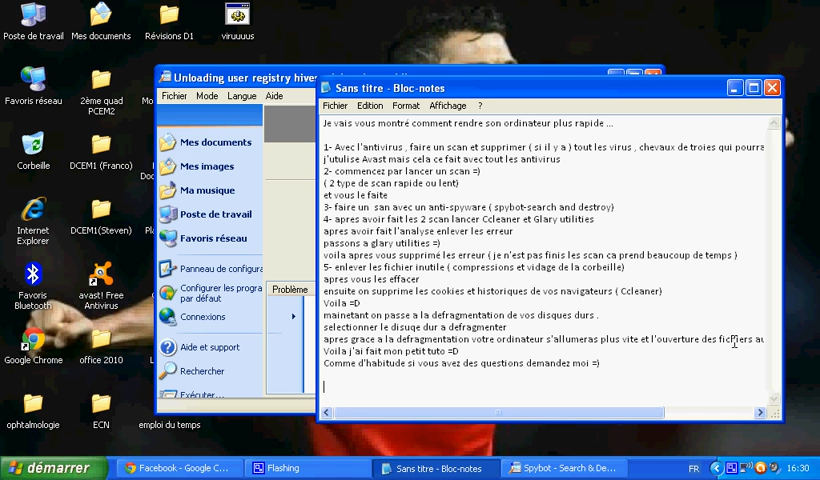 Poste de travail
Mes documents
Révisions D1
viruuuus
Favoris réseau
2ème quad PCEM2
Corbeille
DCEM1 (Franco)
Internet Explorer
DCEM1(Steven)
Favoris Bluetooth
avast! Free Antivirus
Google Chrome
office 2010
ophtalmologie
ECN
emploi du temps
Unloading user registry hives
Fichier Mode Langue Aide
Mes documents
Mes images
Ma musique
Poste de travail
Favoris réseau
Panneau de configura
Configurer les progra
par défaut
Connexions
Aide et support
Rechercher
Exécuter...
Problème
Sans titre - Bloc-notes
Fichier Edition Format Affichage ?
Je vais vous montré comment rendre son ordinateur plus rapide ...
1- Avec l'antivirus , faire un scan et supprimer ( si il y a ) tout les virus , chevaux de troies qui pourra
j'utulise Avast mais cela ce fait avec tout les antivirus
2- commencez par lancer un scan =)
( 2 type de scan rapide ou lent)
et vous le faite
3- faire un san avec un anti-spyware ( spybot-search and destroy)
4- apres avoir fait les 2 scan lancer Ccleaner et Glary utilities
apres avoir fait l'analyse enlever les erreur
passons a glary utilities =)
voila apres vous supprimé les erreur ( je n'est pas finis les scan ca prend beaucoup de temps )
5- enlever les fichier inutile ( compressions et vidage de la corbeille)
apres vous les effacer
ensuite on supprime les cookies et historiques de vos navigateurs ( Ccleaner)
Voila =D
mainetant on passe a la defragmentation de vos disques durs .
selectionner le disuqe dur a defragmenter
apres grace a la defragmentation votre ordinateur s'allumeras plus vite et l'ouverture des fichiers au
Voila j'ai fait mon petit tuto =D
Comme d'habitude si vous avez des questions demandez moi =)
démarrer
Facebook - Google C...
Flashing
Sans titre - Bloc-notes
Spybot - Search & De...
FR
16:30